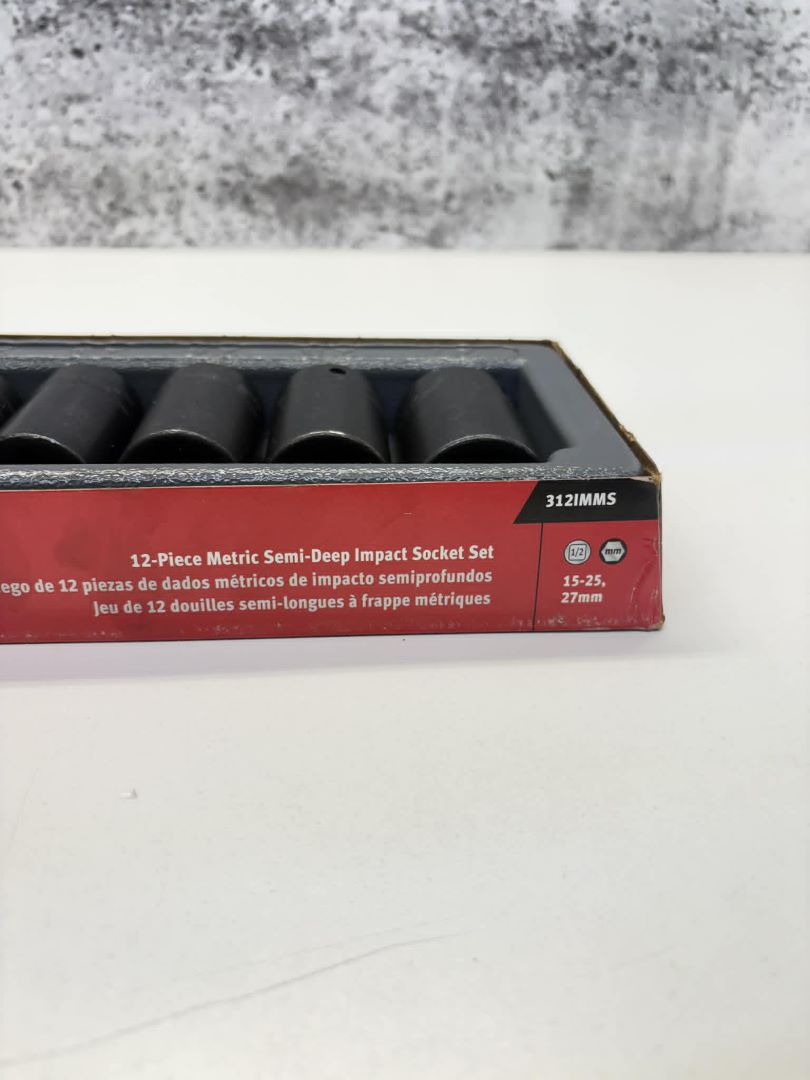 312IMMS
12-Piece Metric Semi-Deep Impact Socket Set
de 12 piezas de dados métricos de impacto semiprofundos
Jeu de 12 douilles semi-longues à frappe métriques
1/2 mm
15-25,
27mm